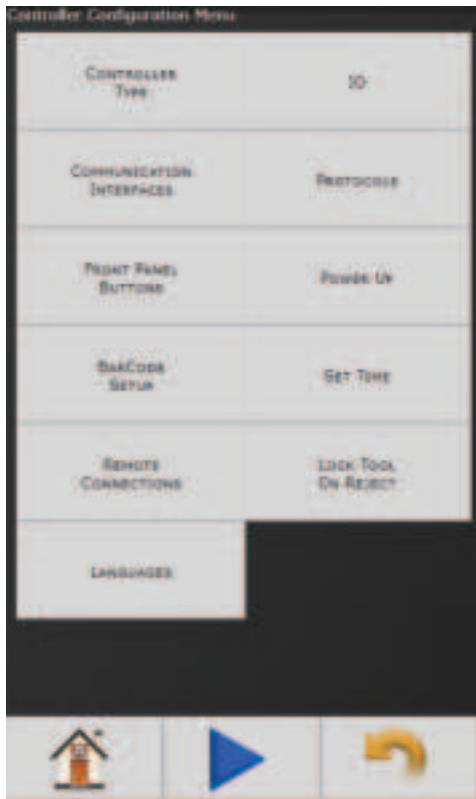 Controller Configuration Menu
CONTROLLER
TYPE
IO
COMMUNICATION
INTERFACES
PROTOCOLS
FRONT PANEL
BUTTONS
POWER UP
BARCODE
SETUP
SET TIME
REMOTE
CONNECTIONS
LOCK TOOL
ON REJECT
LANGUAGES